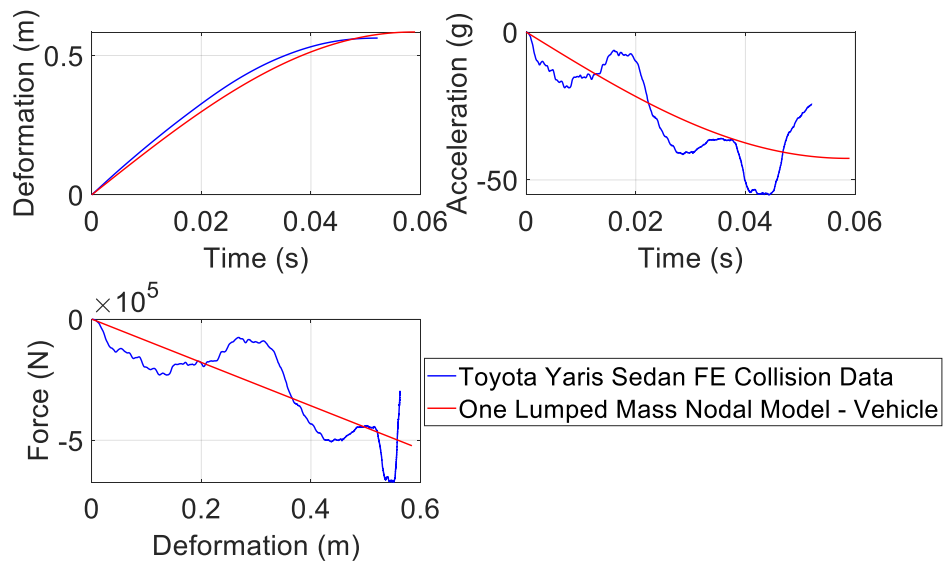 Deformation (m)
0.5
0
0
0.02
0.04
0.06
Time (s)
Acceleration (g)
0
-50
0
0.02
0.04
0.06
Time (s)
×10⁵
Force (N)
0
-5
0
0.2
0.4
0.6
Deformation (m)
Toyota Yaris Sedan FE Collision Data
One Lumped Mass Nodal Model - Vehicle